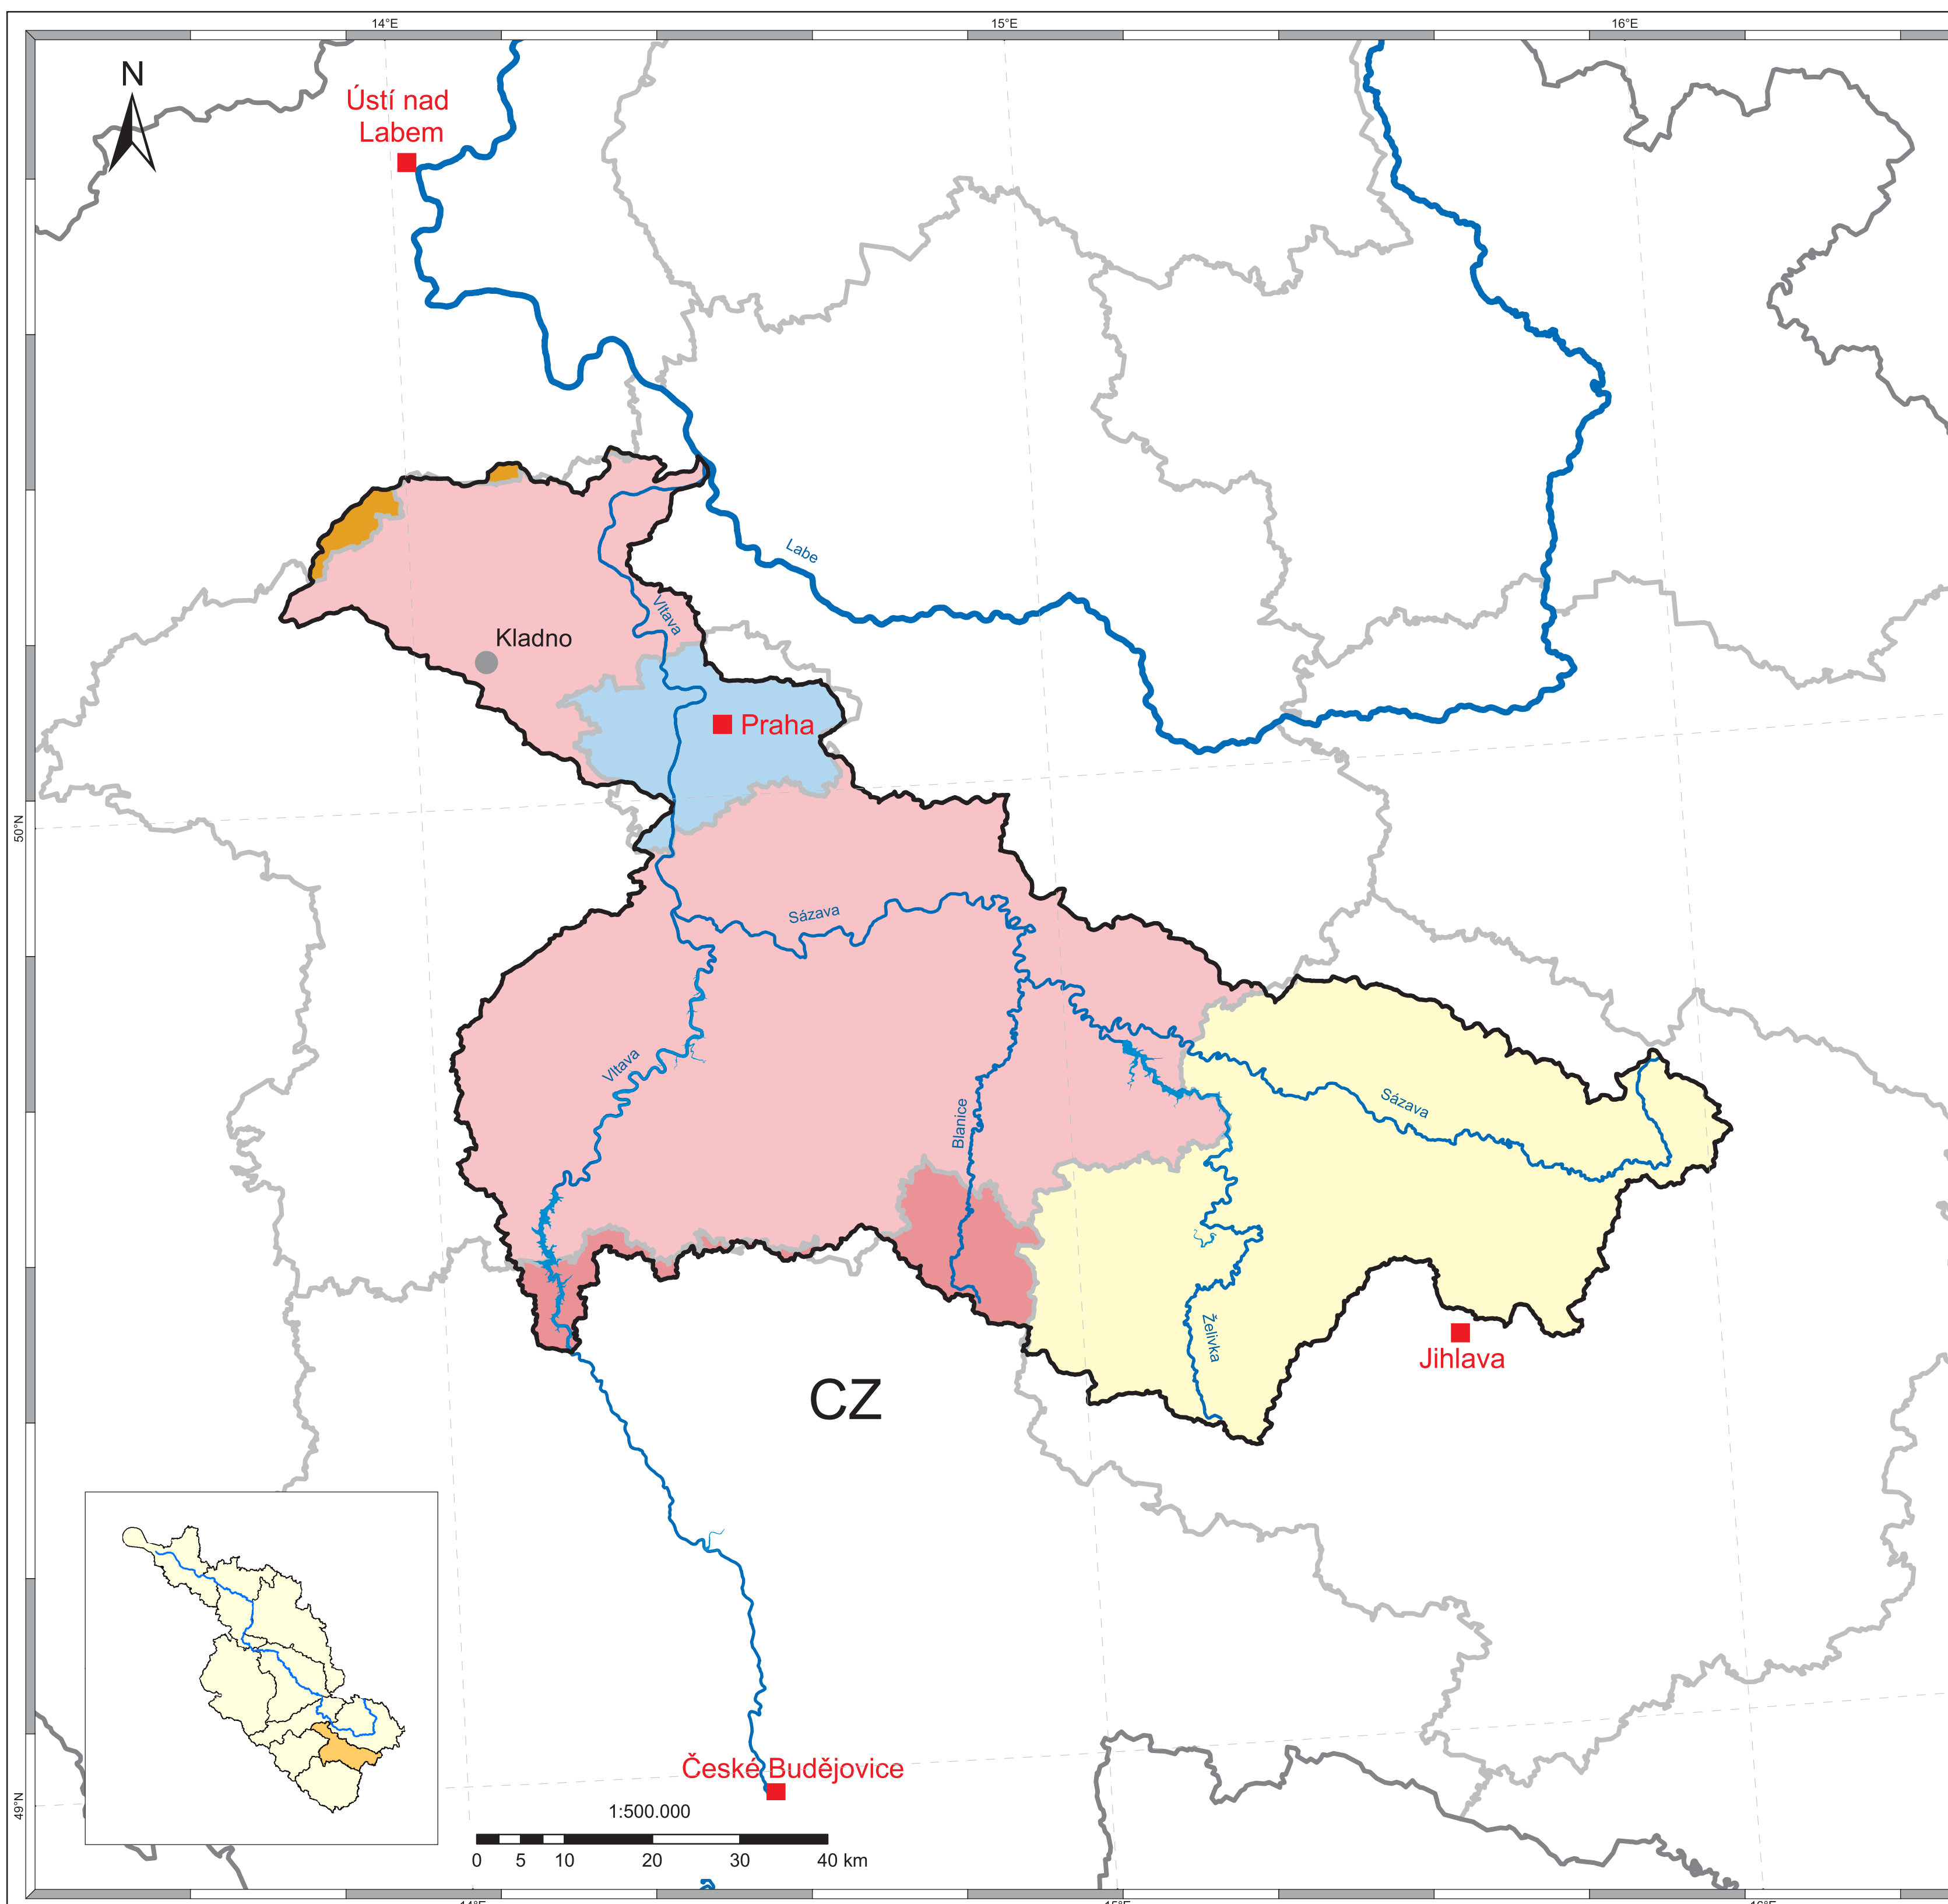 14°E
15°E
16°E
N
Ústí nad
Labem
Labe
Vltava
Kladno
Praha
50°N
Sázava
Vltava
Blanice
Sázava
Želivka
Jihlava
CZ
České Budějovice
49°N
1:500.000
0 5 10 20 30 40 km